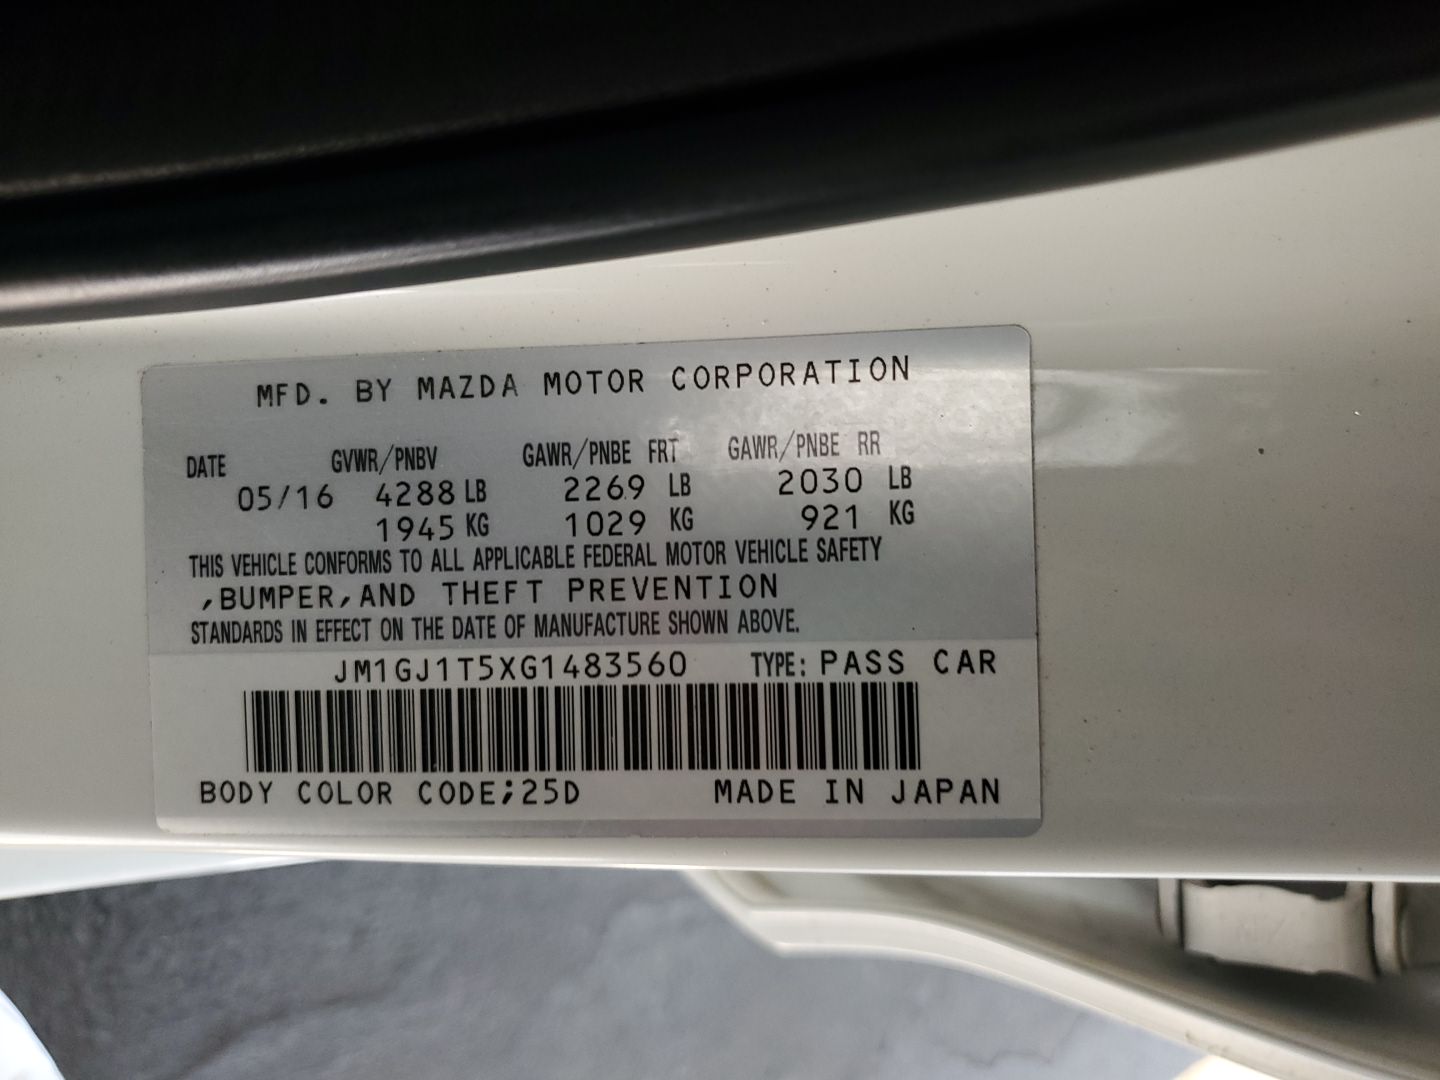 MFD. BY MAZDA MOTOR CORPORATION
DATE GVWR/PNBV GAWR/PNBE FRT GAWR/PNBE RR
05/16 4288 LB 2269 LB 2030 LB
1945 KG 1029 KG 921 KG
THIS VEHICLE CONFORMS TO ALL APPLICABLE FEDERAL MOTOR VEHICLE SAFETY
,BUMPER,AND THEFT PREVENTION
STANDARDS IN EFFECT ON THE DATE OF MANUFACTURE SHOWN ABOVE.
JM1GJ1T5XG1483560 TYPE: PASS CAR
BODY COLOR CODE;25D MADE IN JAPAN